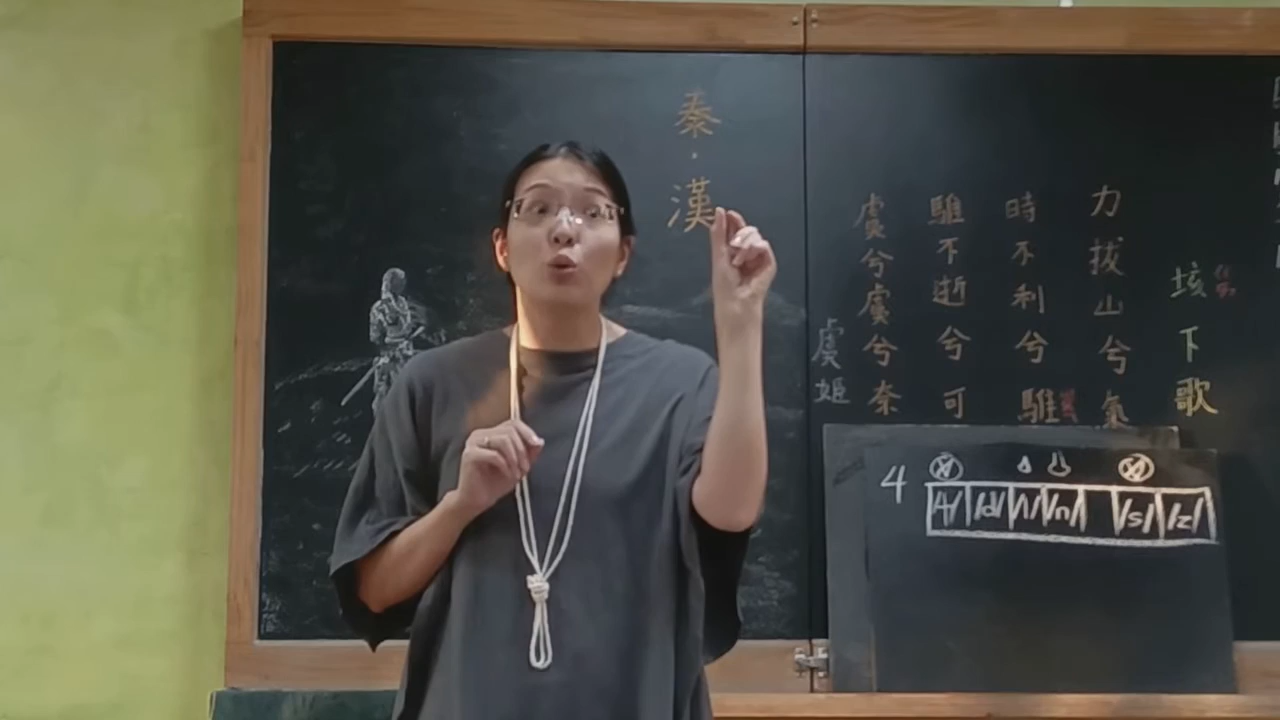 秦·漢
垓下歌
力拔山兮氣
時不利兮騅
騅不逝兮可
虞兮虞兮奈
虞姬
4
/t/ /d/ /l/ /n/ /s/ /z/